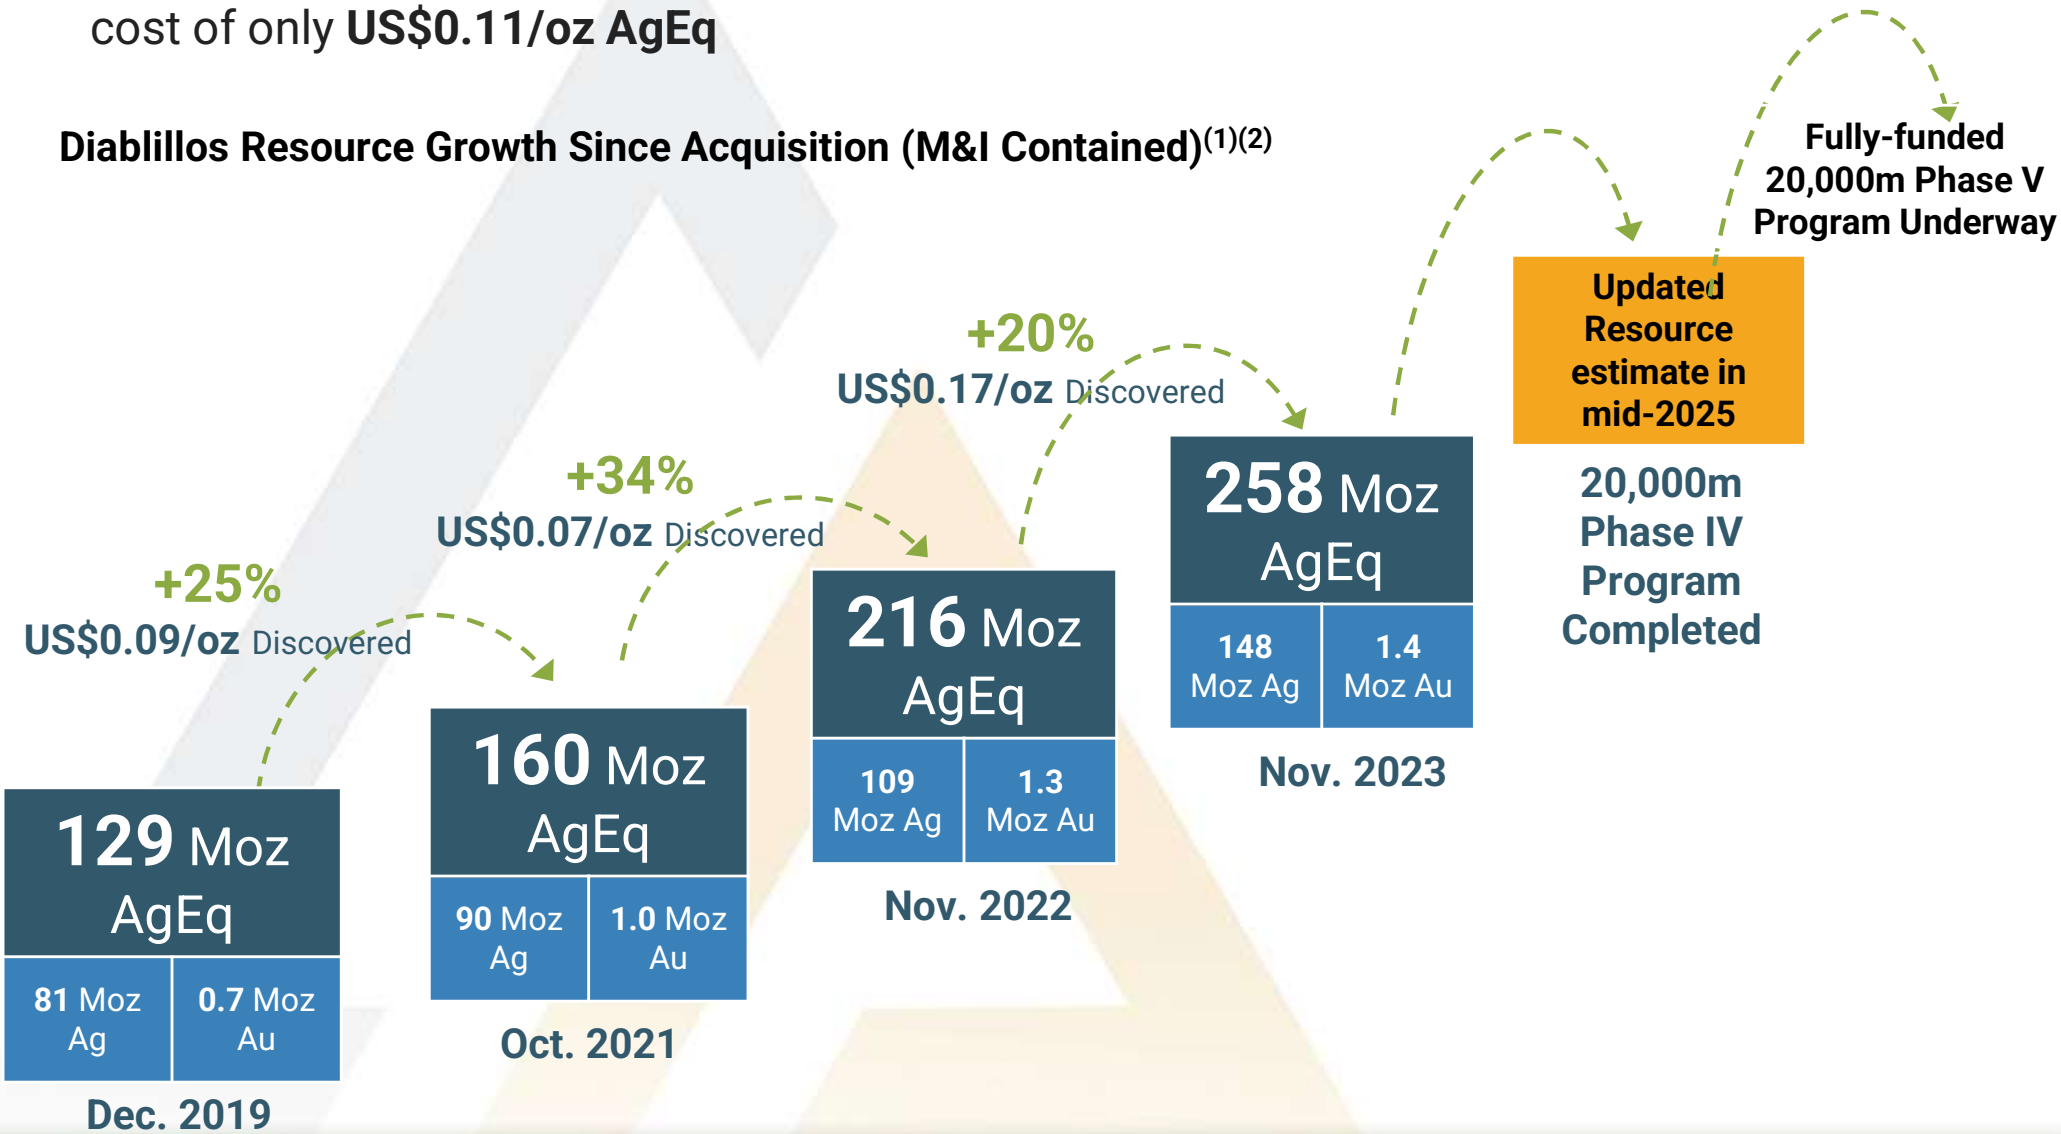 cost of only US$0.11/oz AgEq
Diablillos Resource Growth Since Acquisition (M&I Contained)(1)(2)
+25%
US$0.09/oz Discovered
129 Moz
AgEq
81 Moz
Ag
0.7 Moz
Au
Dec. 2019
+34%
US$0.07/oz Discovered
160 Moz
AgEq
90 Moz
Ag
1.0 Moz
Au
Oct. 2021
+20%
US$0.17/oz Discovered
216 Moz
AgEq
109
Moz Ag
1.3
Moz Au
Nov. 2022
258 Moz
AgEq
148
Moz Ag
1.4
Moz Au
Nov. 2023
Updated
Resource
estimate in
mid-2025
20,000m
Phase IV
Program
Completed
Fully-funded
20,000m Phase V
Program Underway